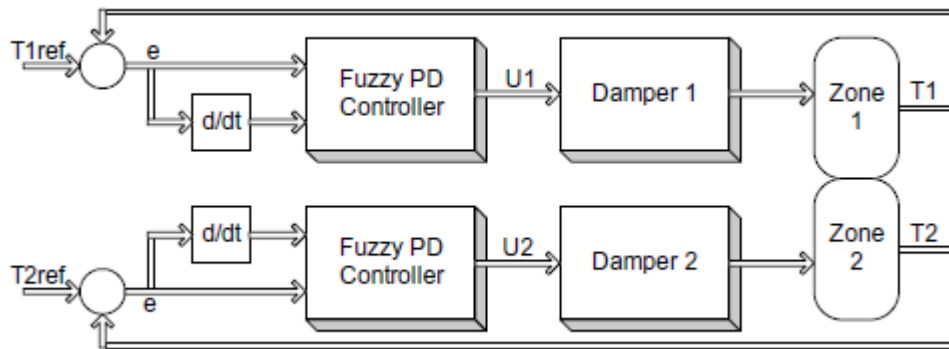 T1ref
e
d/dt
Fuzzy PD
Controller
U1
Damper 1
Zone
1
T1
T2ref
e
d/dt
Fuzzy PD
Controller
U2
Damper 2
Zone
2
T2